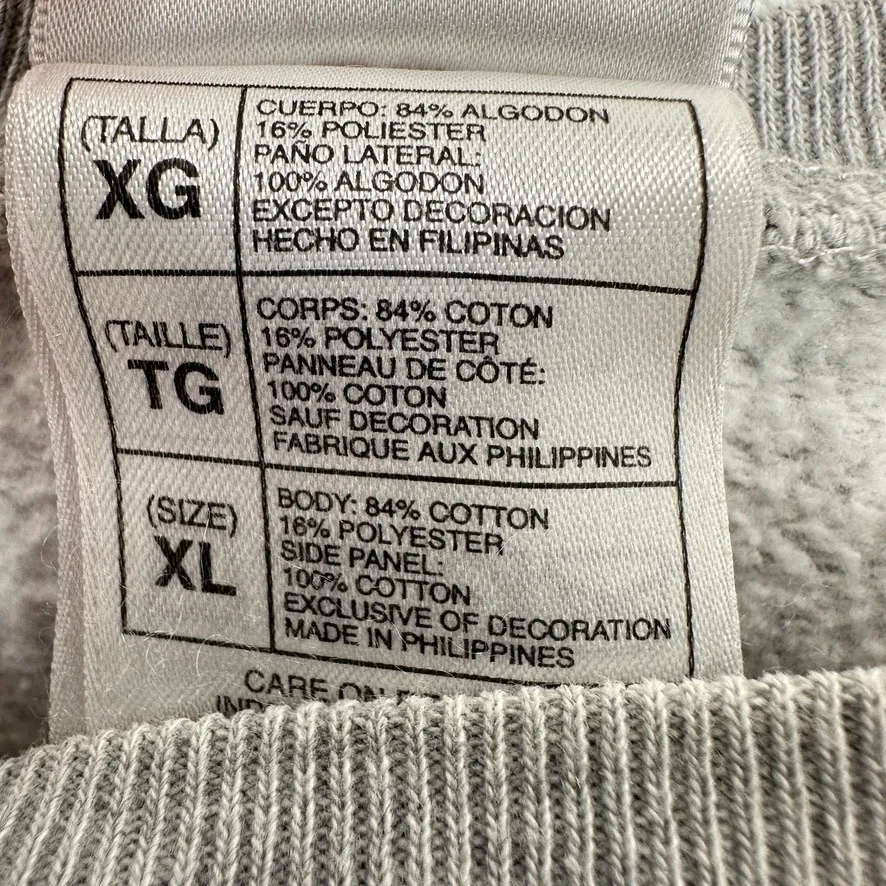 (TALLA)
XG
CUERPO: 84% ALGODON
16% POLIESTER
PAÑO LATERAL:
100% ALGODON
EXCEPTO DECORACION
HECHO EN FILIPINAS
(TAILLE)
TG
CORPS: 84% COTON
16% POLYESTER
PANNEAU DE CÔTÉ:
100% COTON
SAUF DECORATION
FABRIQUE AUX PHILIPPINES
(SIZE)
XL
BODY: 84% COTTON
16% POLYESTER
SIDE PANEL:
100% COTTON
EXCLUSIVE OF DECORATION
MADE IN PHILIPPINES
CARE ON